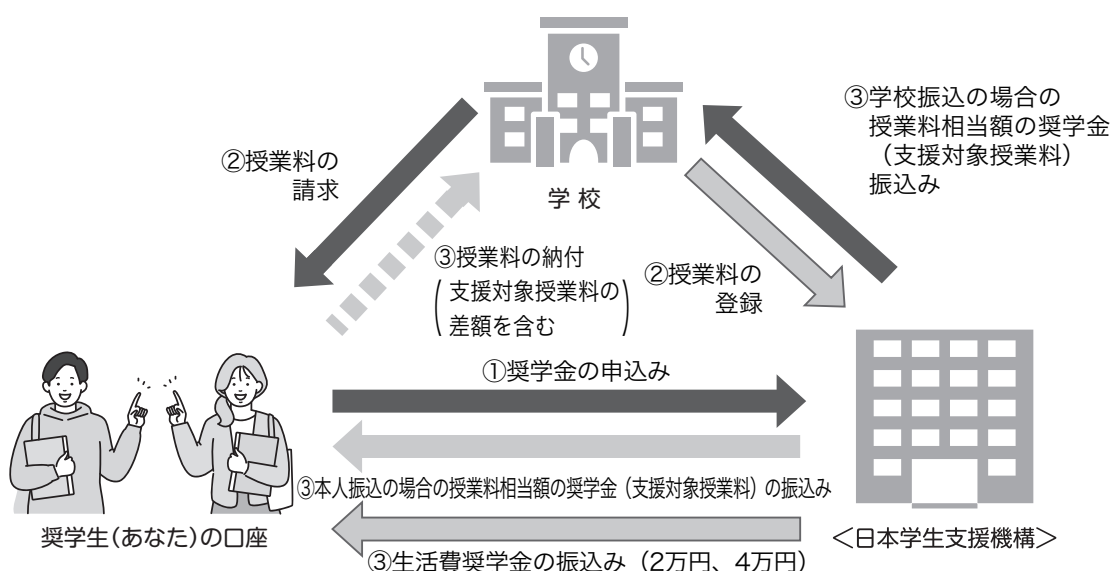 ③学校振込の場合の
授業料相当額の奨学金
(支援対象授業料)
振込み
②授業料の
請求
学校
③授業料の納付
(支援対象授業料の
差額を含む)
②授業料の
登録
①奨学金の申込み
③本人振込の場合の授業料相当額の奨学金(支援対象授業料)の振込み
奨学生(あなた)の口座
<日本学生支援機構>
③生活費奨学金の振込み(2万円、4万円)